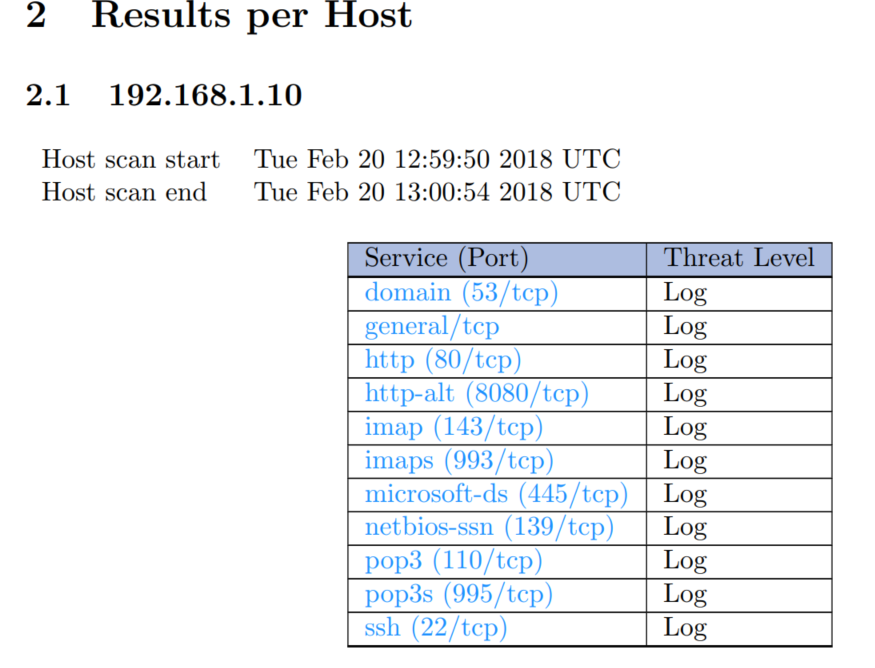 2 Results per Host
2.1 192.168.1.10
Host scan start Tue Feb 20 12:59:50 2018 UTC
Host scan end Tue Feb 20 13:00:54 2018 UTC
Service (Port) Threat Level
domain (53/tcp) Log
general/tcp Log
http (80/tcp) Log
http-alt (8080/tcp) Log
imap (143/tcp) Log
imaps (993/tcp) Log
microsoft-ds (445/tcp) Log
netbios-ssn (139/tcp) Log
pop3 (110/tcp) Log
pop3s (995/tcp) Log
ssh (22/tcp) Log